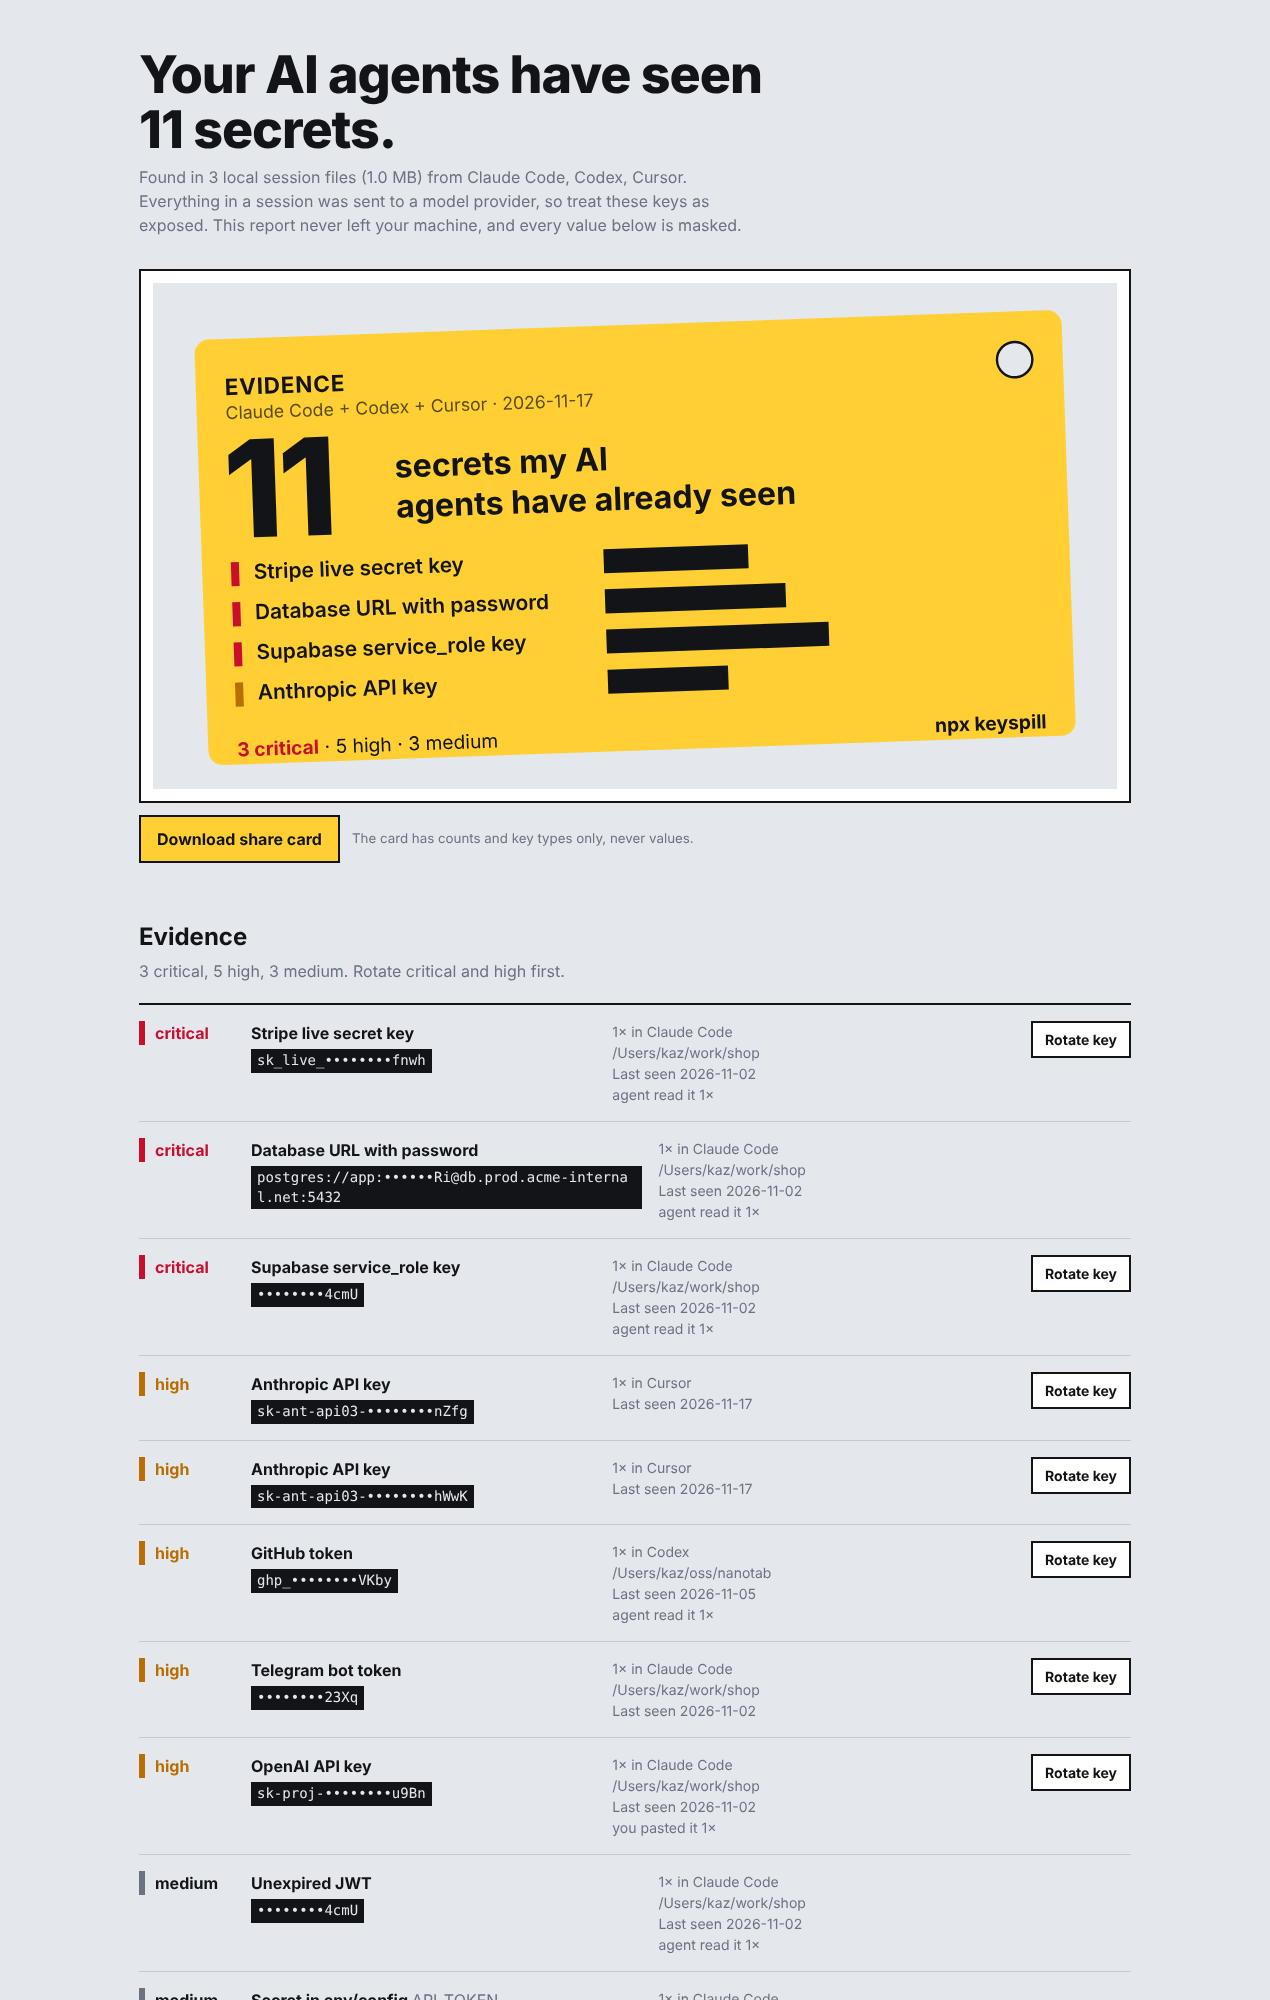 Your AI agents have seen
11 secrets.
Found in 3 local session files (1.0 MB) from Claude Code, Codex, Cursor.
Everything in a session was sent to a model provider, so treat these keys as
exposed. This report never left your machine, and every value below is masked.
EVIDENCE
Claude Code + Codex + Cursor · 2026-11-17
11
secrets my AI
agents have already seen
Stripe live secret key
Database URL with password
Supabase service_role key
Anthropic API key
3 critical · 5 high · 3 medium
npx keyspill
Download share card
The card has counts and key types only, never values.
Evidence
3 critical, 5 high, 3 medium. Rotate critical and high first.
critical
Stripe live secret key
sk_live_••••••••fnwh
1× in Claude Code
/Users/kaz/work/shop
Last seen 2026-11-02
agent read it 1×
Rotate key
critical
Database URL with password
postgres://app:••••••Ri@db.prod.acme-interna
l.net:5432
1× in Claude Code
/Users/kaz/work/shop
Last seen 2026-11-02
agent read it 1×
critical
Supabase service_role key
••••••••4cmU
1× in Claude Code
/Users/kaz/work/shop
Last seen 2026-11-02
agent read it 1×
Rotate key
high
Anthropic API key
sk-ant-api03-••••••••nZfg
1× in Cursor
Last seen 2026-11-17
Rotate key
high
Anthropic API key
sk-ant-api03-••••••••hWwK
1× in Cursor
Last seen 2026-11-17
Rotate key
high
GitHub token
ghp_••••••••VKby
1× in Codex
/Users/kaz/oss/nanotab
Last seen 2026-11-05
agent read it 1×
Rotate key
high
Telegram bot token
••••••••23Xq
1× in Claude Code
/Users/kaz/work/shop
Last seen 2026-11-02
Rotate key
high
OpenAI API key
sk-proj-••••••••u9Bn
1× in Claude Code
/Users/kaz/work/shop
Last seen 2026-11-02
you pasted it 1×
Rotate key
medium
Unexpired JWT
••••••••4cmU
1× in Claude Code
/Users/kaz/work/shop
Last seen 2026-11-02
agent read it 1×
medium
Secret in env/config API_TOKEN
1× in Claude Code